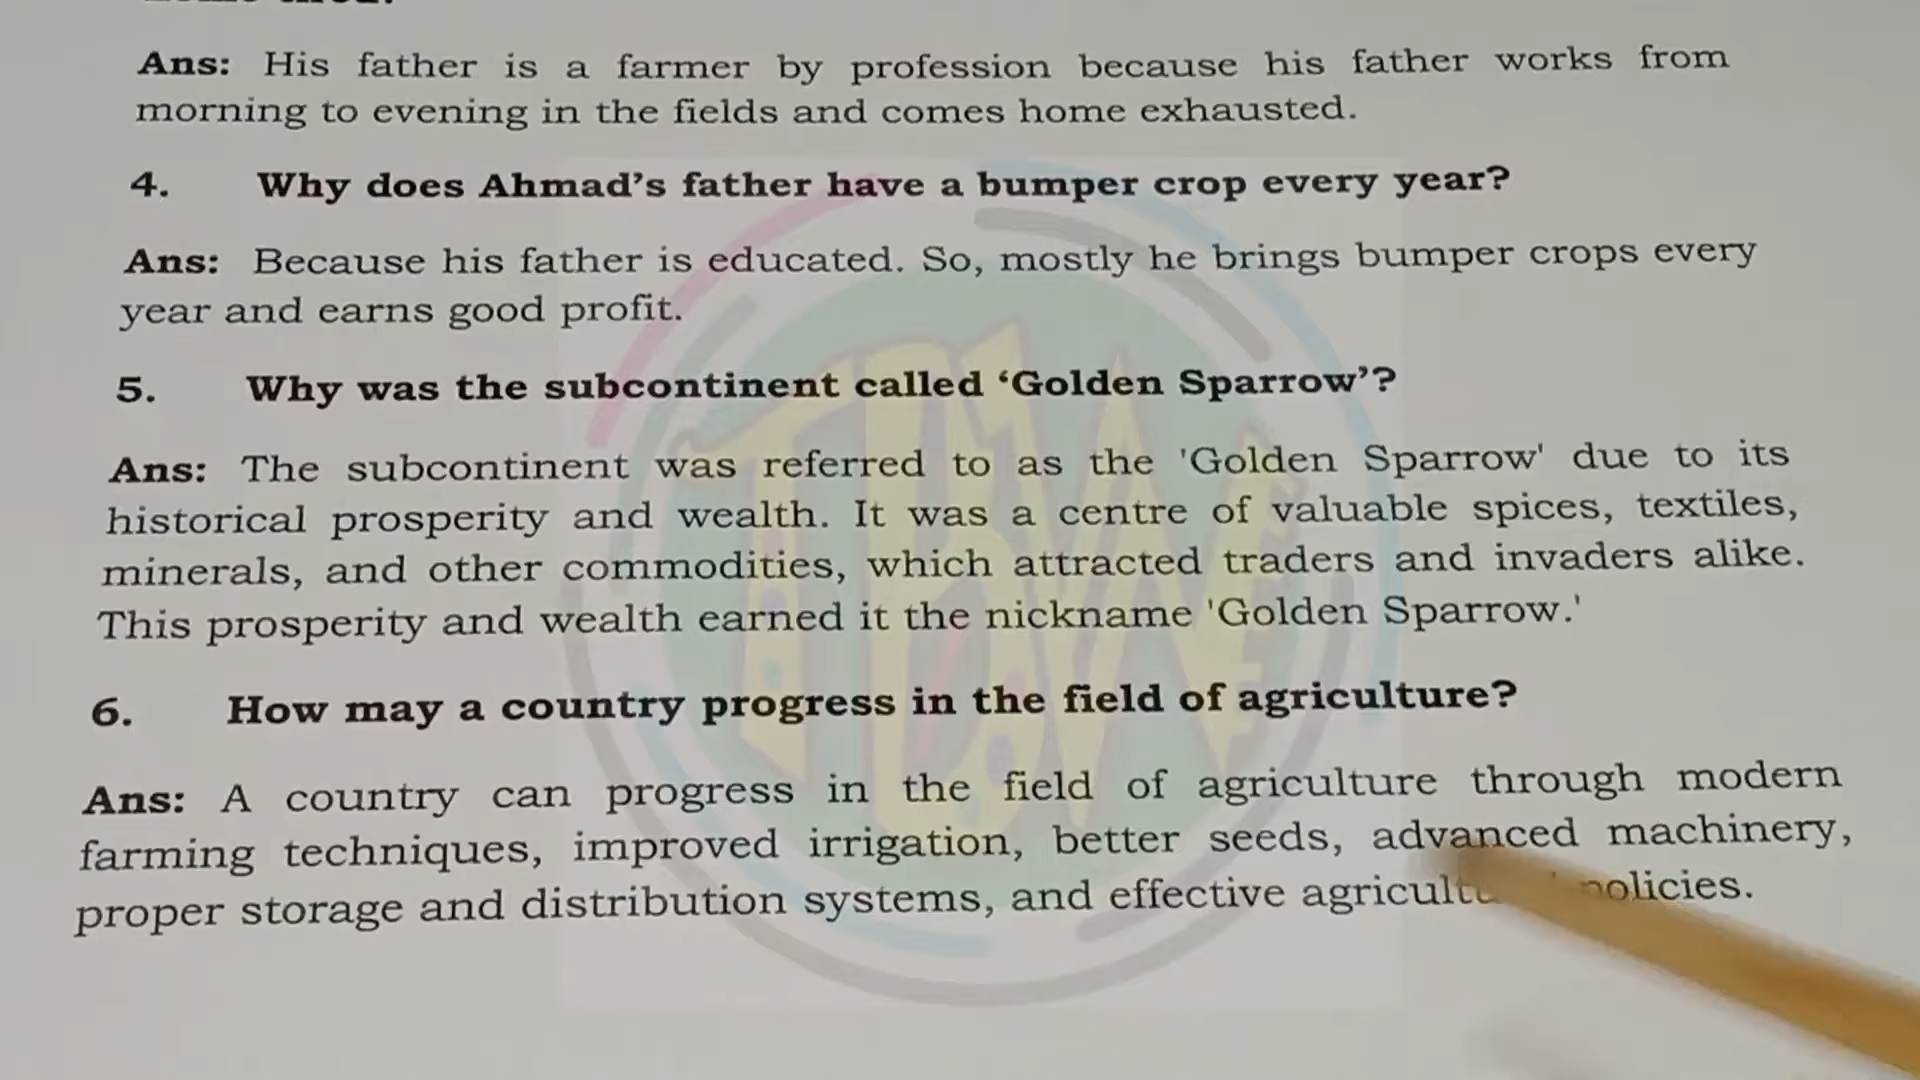 Ans: His father is a farmer by profession because his father works from
morning to evening in the fields and comes home exhausted.
4. Why does Ahmad's father have a bumper crop every year?
Ans: Because his father is educated. So, mostly he brings bumper crops every
year and earns good profit.
5. Why was the subcontinent called ‘Golden Sparrow’?
Ans: The subcontinent was referred to as the 'Golden Sparrow' due to its
historical prosperity and wealth. It was a centre of valuable spices, textiles,
minerals, and other commodities, which attracted traders and invaders alike.
This prosperity and wealth earned it the nickname 'Golden Sparrow.'
6. How may a country progress in the field of agriculture?
Ans: A country can progress in the field of agriculture through modern
farming techniques, improved irrigation, better seeds, advanced machinery,
proper storage and distribution systems, and effective policies.